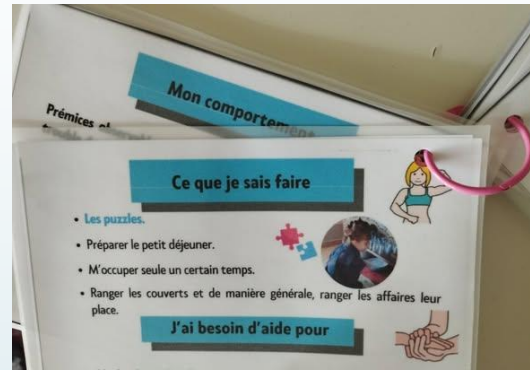 Mon comportement
Prémices
Ce que je sais faire
• Les puzzles.
• Préparer le petit déjeuner.
• M'occuper seule un certain temps.
• Ranger les couverts et de manière générale, ranger les affaires leur
place.
J'ai besoin d'aide pour